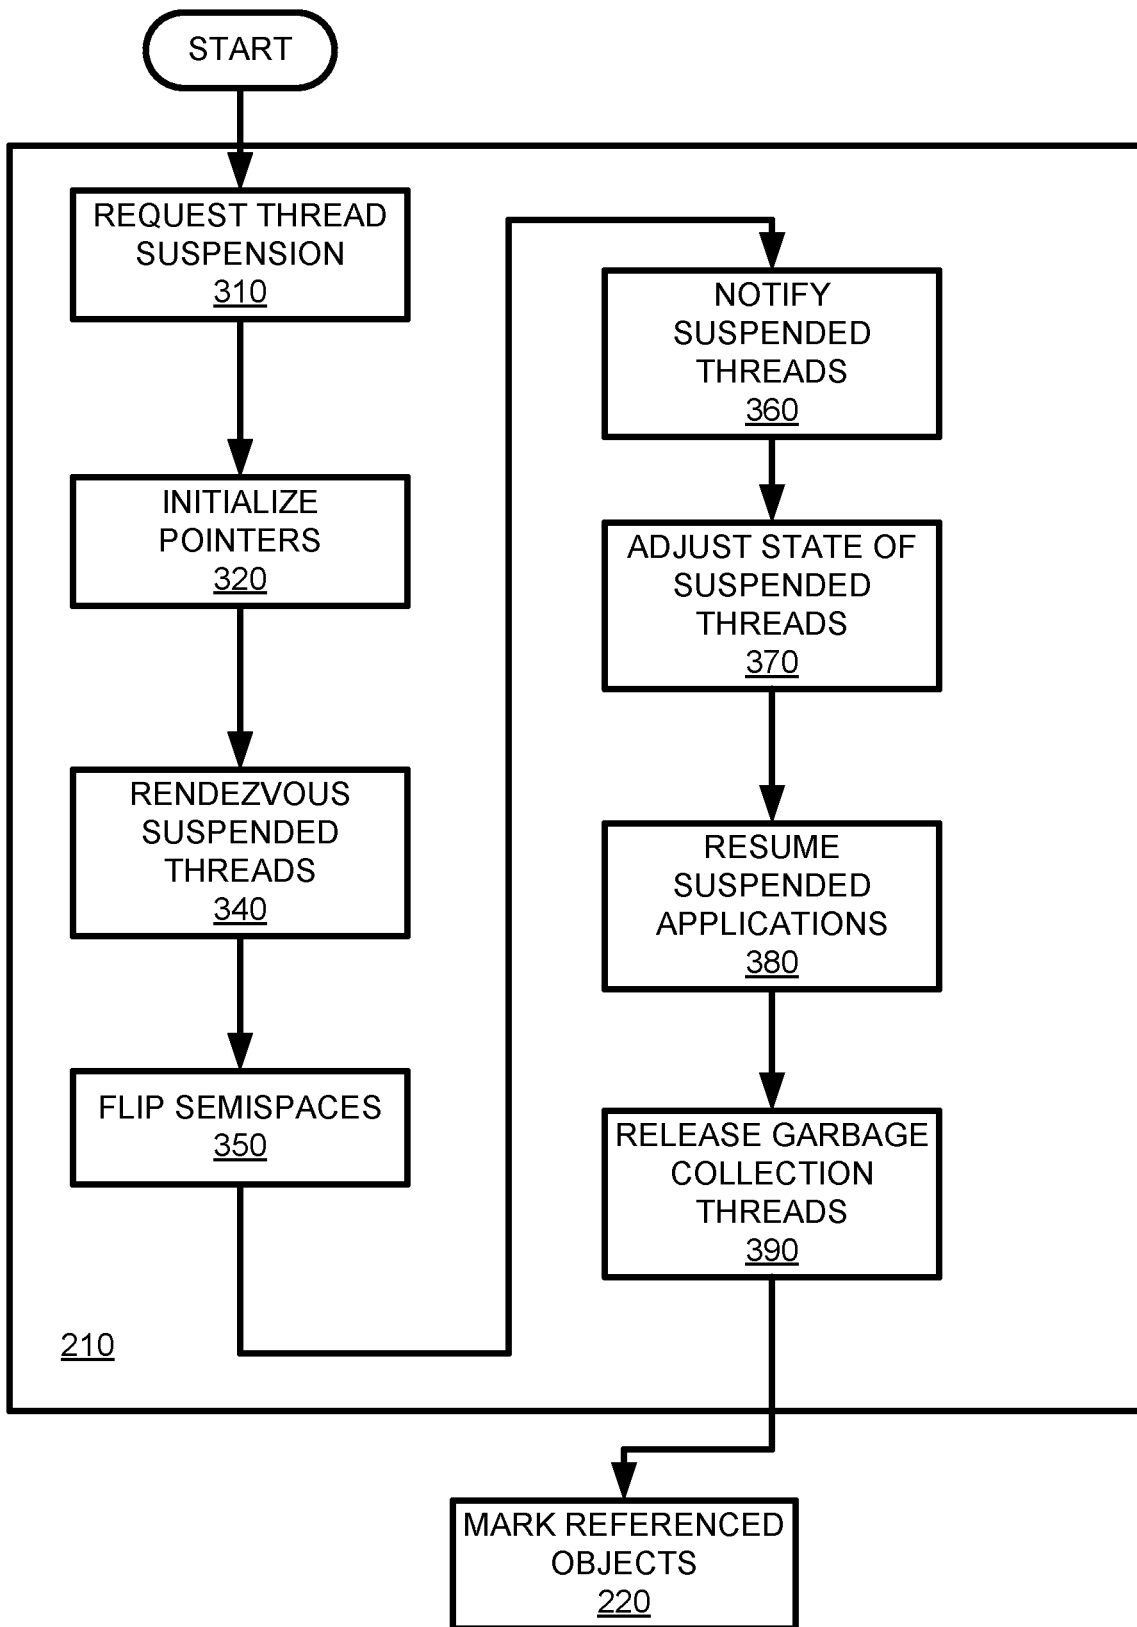 START
REQUEST THREAD
SUSPENSION
310
INITIALIZE
POINTERS
320
RENDEZVOUS
SUSPENDED
THREADS
340
FLIP SEMISPACES
350
NOTIFY
SUSPENDED
THREADS
360
ADJUST STATE OF
SUSPENDED
THREADS
370
RESUME
SUSPENDED
APPLICATIONS
380
RELEASE GARBAGE
COLLECTION
THREADS
390
210
MARK REFERENCED
OBJECTS
220